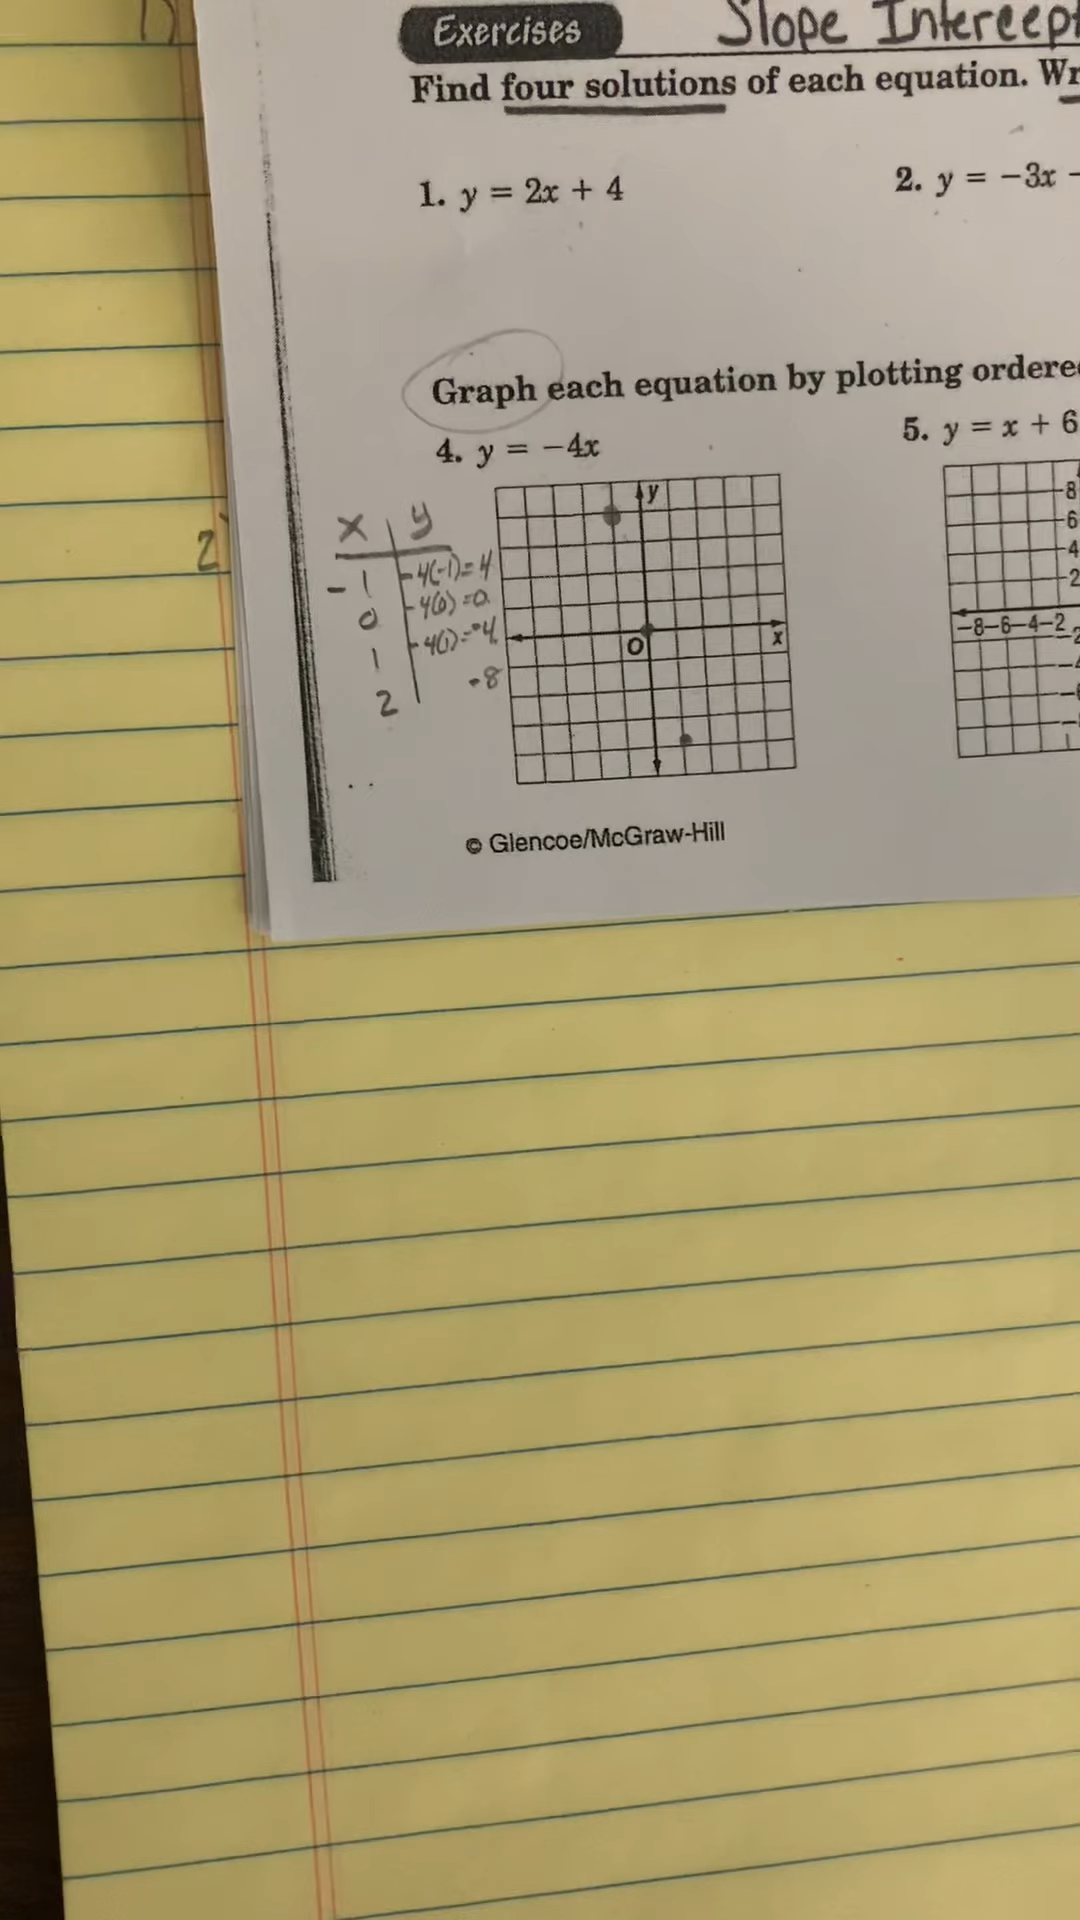 1)
Exercises
Slope Intercept
Find four solutions of each equation. Wr
1. y = 2x + 4
2. y = −3x −
Graph each equation by plotting ordere
4. y = −4x
5. y = x + 6
2
x y
-1 -4(-1)=4
0 -4(0)=0
1 -4(1)=-4
2 -8
y
O
x
8
6
4
2
−8−6−4−2
© Glencoe/McGraw-Hill